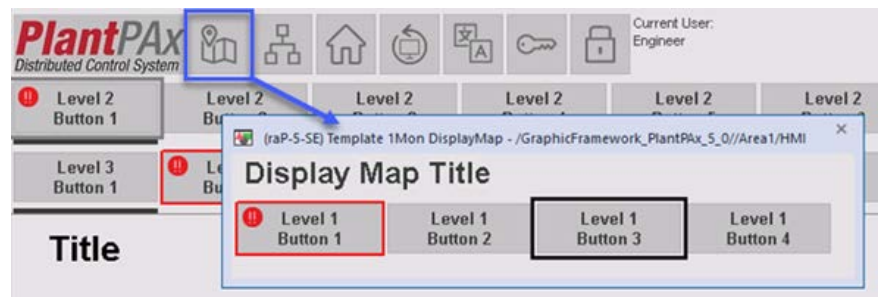 PlantPAx
Distributed Control System
A
Current User:
Engineer
Level 2
Button 1
Level 2
Level 2
Level 2
Level 2
Level 2
Level 3
Button 1
(raP-5-SE) Template 1Mon DisplayMap - /GraphicFramework_PlantPAx_5_0//Area1/HMI
Display Map Title
Level 1
Button 1
Level 1
Button 2
Level 1
Button 3
Level 1
Button 4
Title